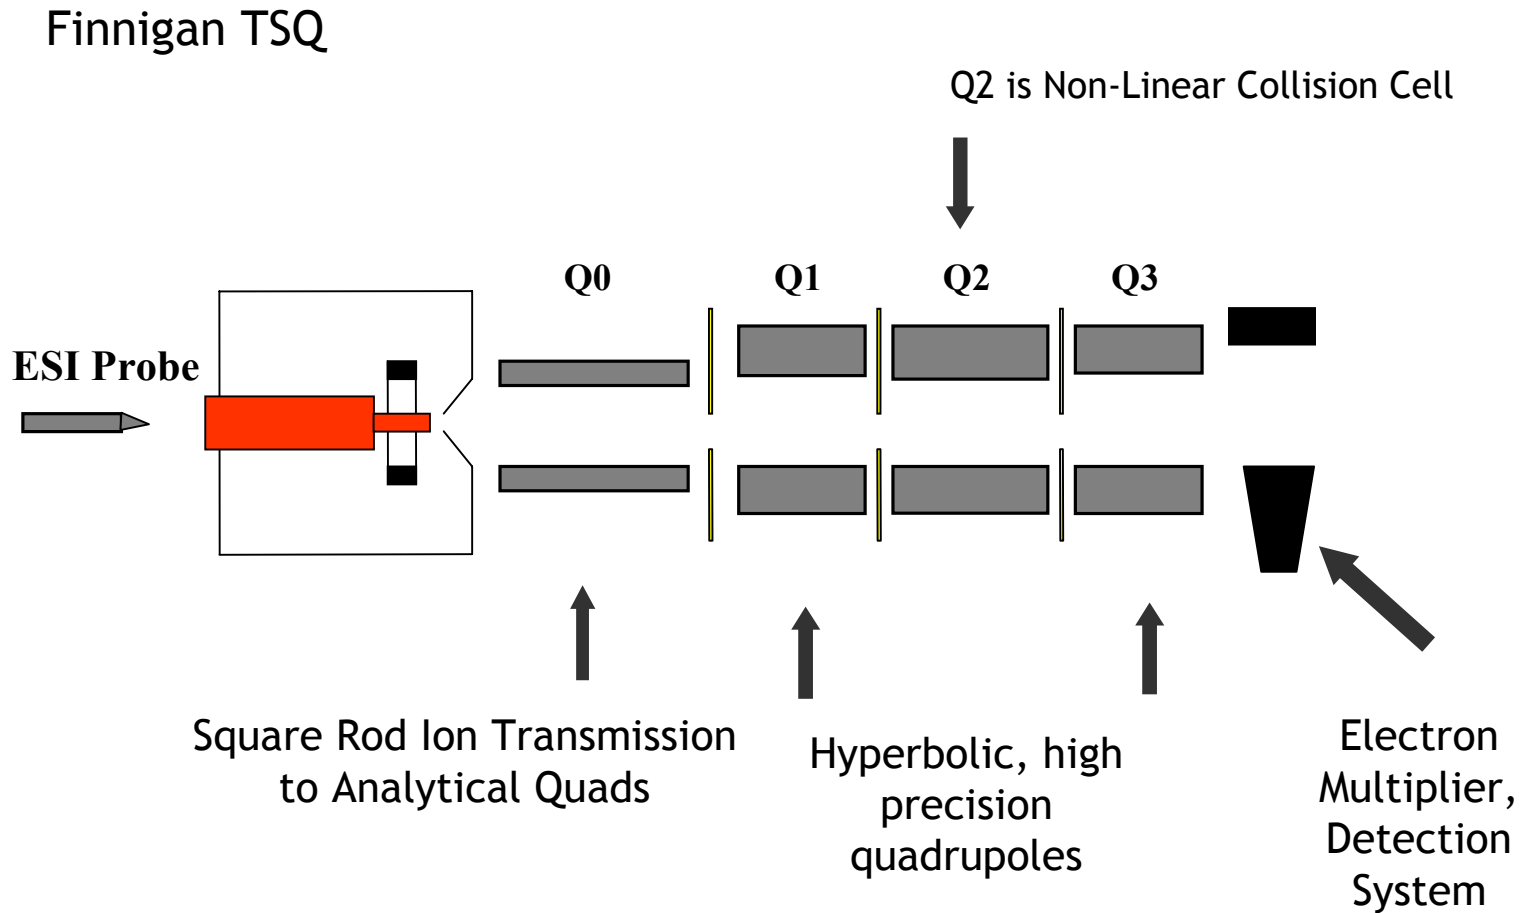 Finnigan TSQ
Q2 is Non-Linear Collision Cell
Q0
Q1
Q2
Q3
ESI Probe
Square Rod Ion Transmission
to Analytical Quads
Hyperbolic, high
precision
quadrupoles
Electron
Multiplier,
Detection
System